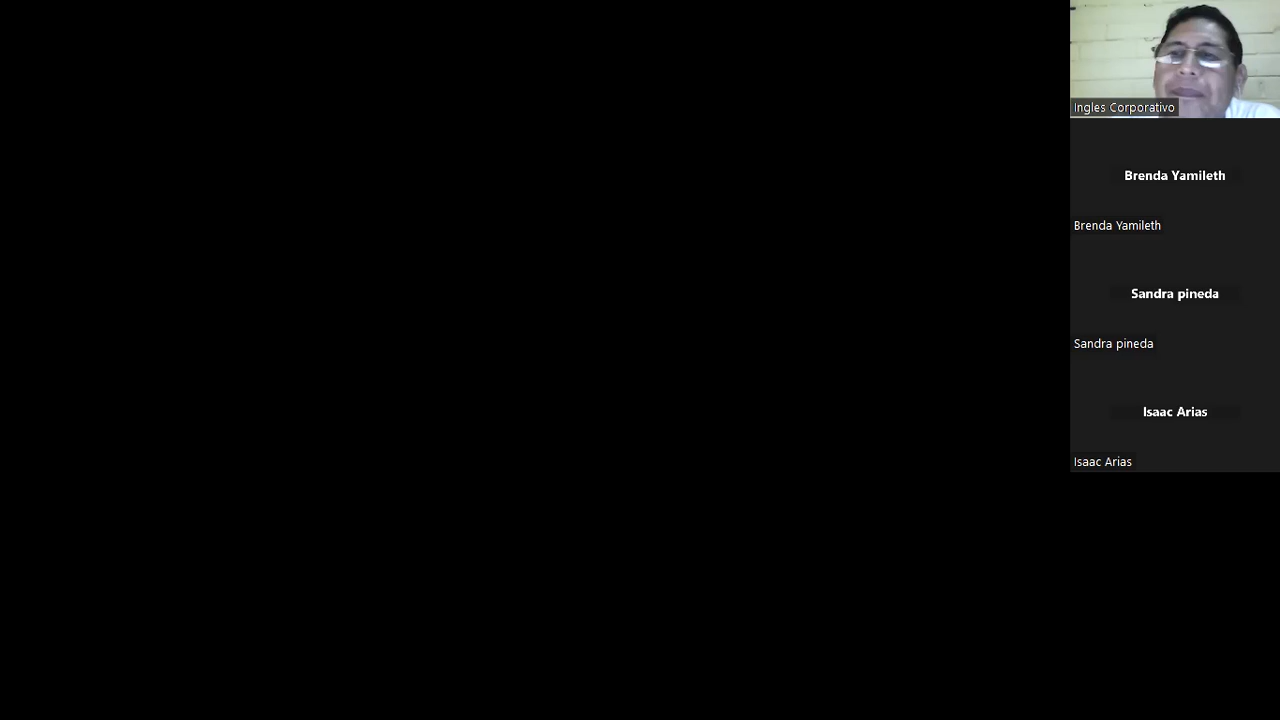 Ingles Corporativo
Brenda Yamileth
Brenda Yamileth
Sandra pineda
Sandra pineda
Isaac Arias
Isaac Arias